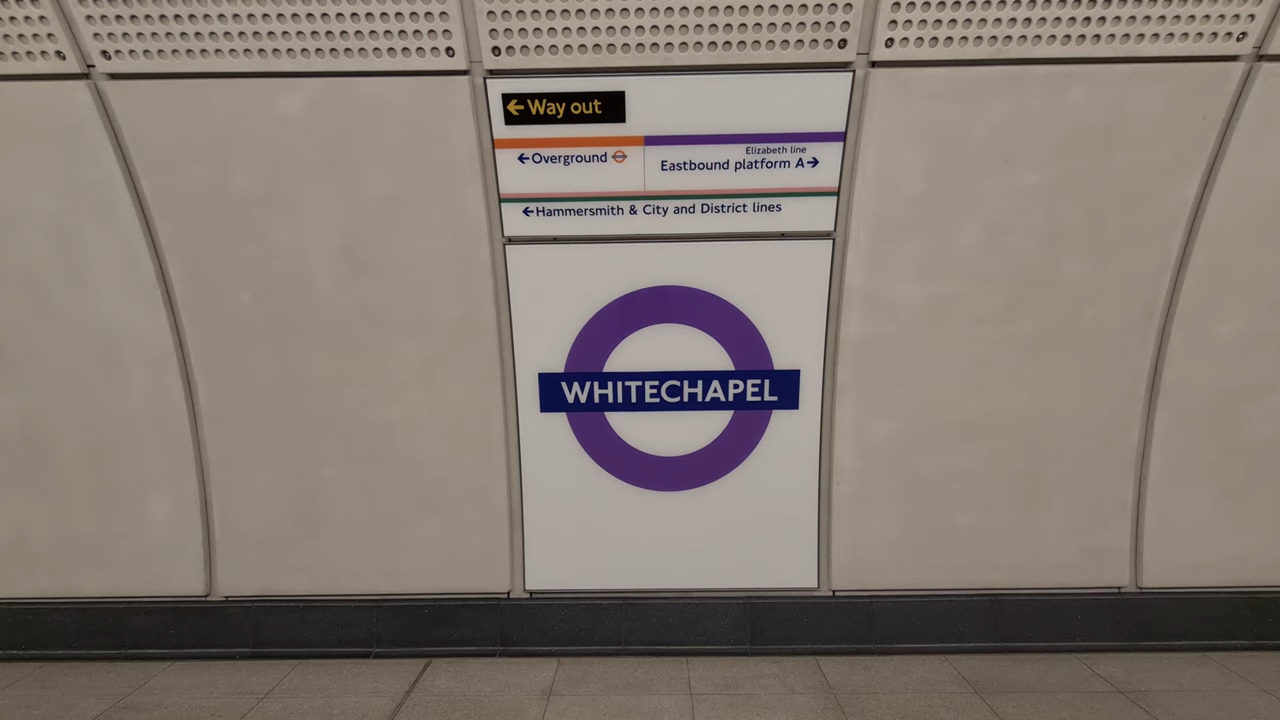 ← Way out
← Overground
Elizabeth line
Eastbound platform A →
← Hammersmith & City and District lines
WHITECHAPEL